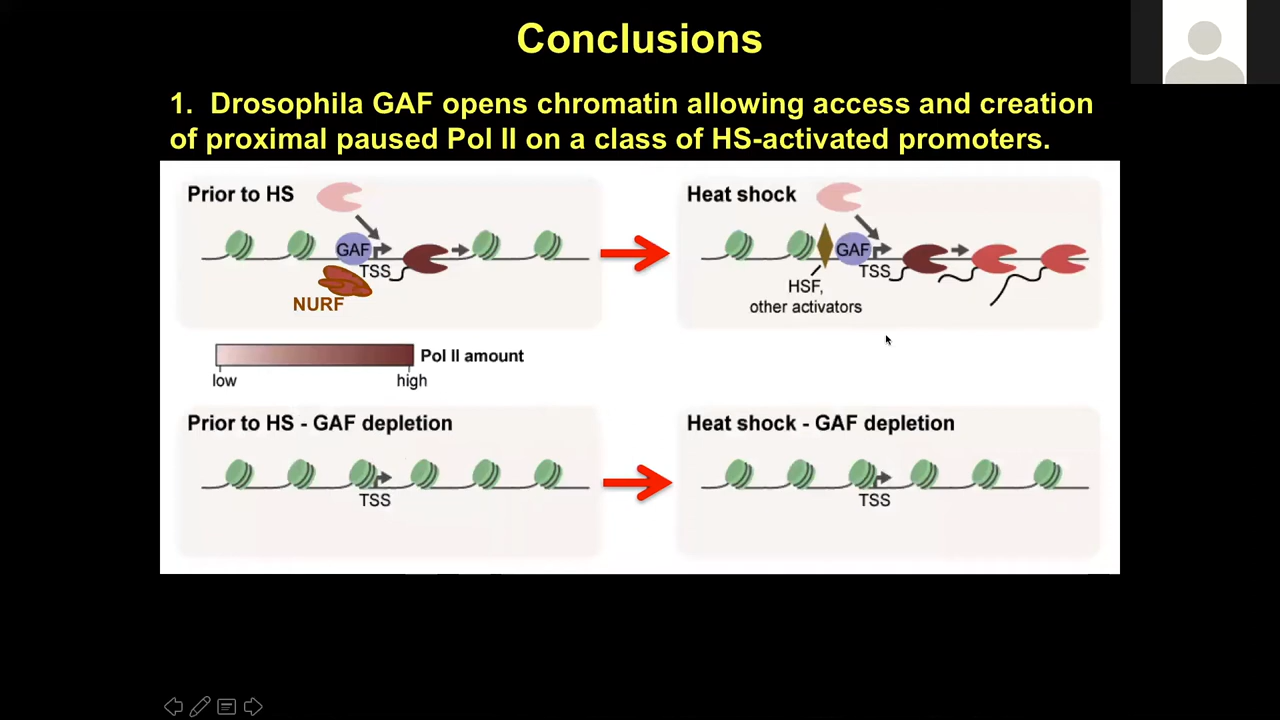 Conclusions
1. Drosophila GAF opens chromatin allowing access and creation
of proximal paused Pol II on a class of HS-activated promoters.
Prior to HS
GAF
TSS
NURF
Heat shock
GAF
TSS
HSF,
other activators
Pol II amount
low
high
Prior to HS - GAF depletion
TSS
Heat shock - GAF depletion
TSS